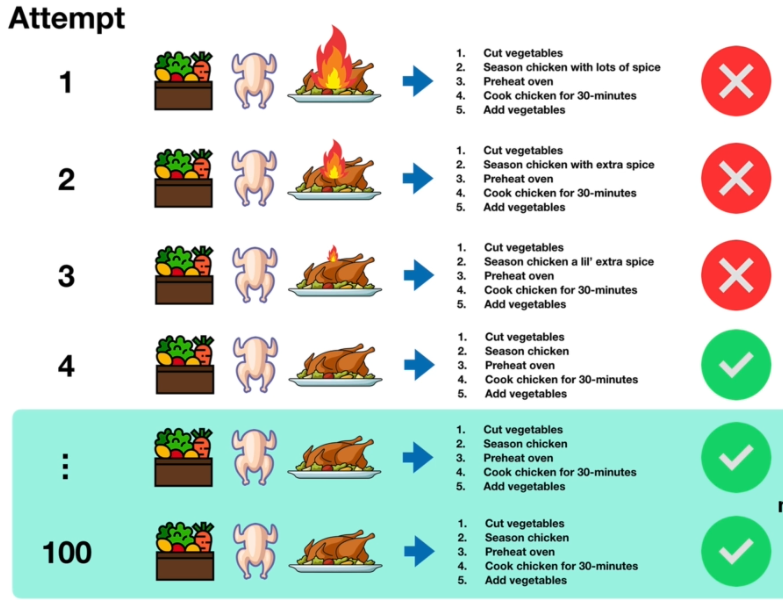 Attempt
1
1. Cut vegetables
2. Season chicken with lots of spice
3. Preheat oven
4. Cook chicken for 30-minutes
5. Add vegetables
2
1. Cut vegetables
2. Season chicken with extra spice
3. Preheat oven
4. Cook chicken for 30-minutes
5. Add vegetables
3
1. Cut vegetables
2. Season chicken a lil' extra spice
3. Preheat oven
4. Cook chicken for 30-minutes
5. Add vegetables
4
1. Cut vegetables
2. Season chicken
3. Preheat oven
4. Cook chicken for 30-minutes
5. Add vegetables
⋮
1. Cut vegetables
2. Season chicken
3. Preheat oven
4. Cook chicken for 30-minutes
5. Add vegetables
100
1. Cut vegetables
2. Season chicken
3. Preheat oven
4. Cook chicken for 30-minutes
5. Add vegetables